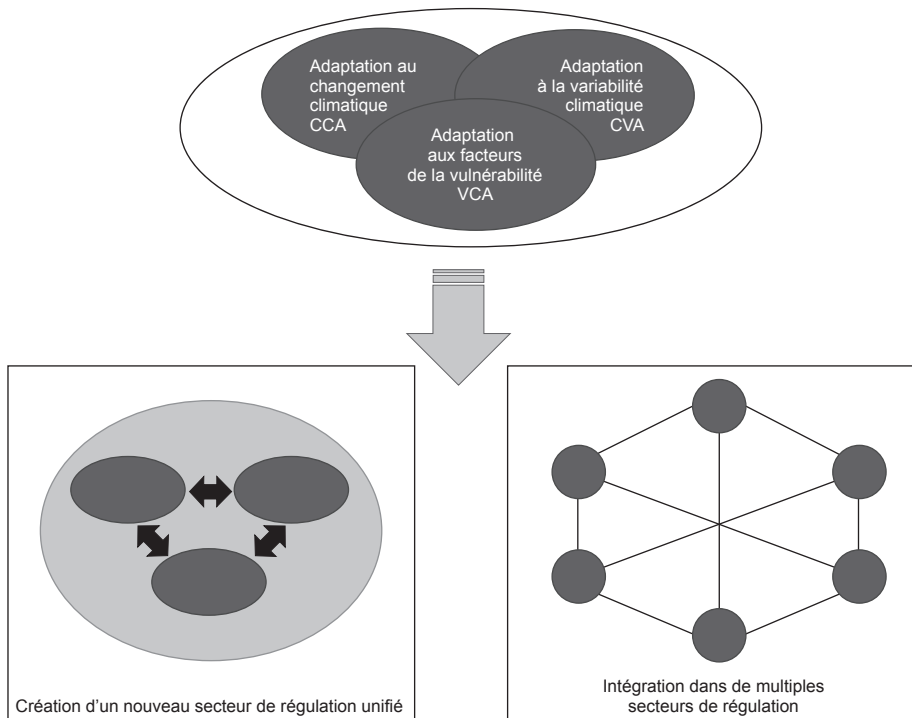 Adaptation au
changement
climatique
CCA
Adaptation
à la variabilité
climatique
CVA
Adaptation
aux facteurs
de la vulnérabilité
VCA
Création d’un nouveau secteur de régulation unifié
Intégration dans de multiples
secteurs de régulation